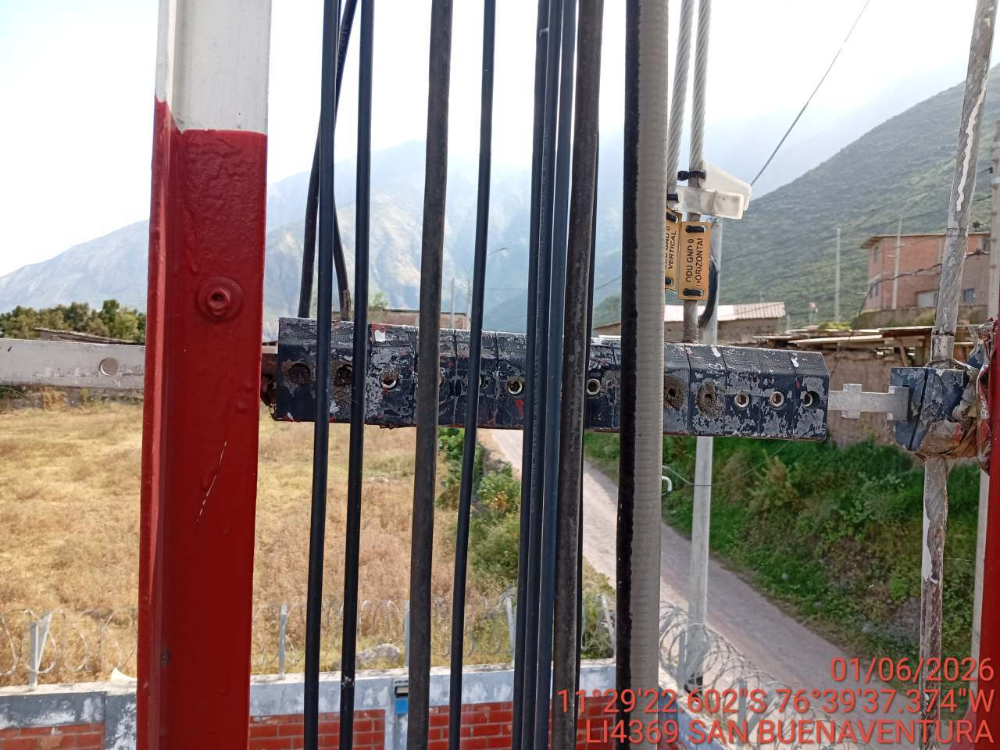 ODU GND 0
VERTICAL
ODU GND 0
HORIZONTAL
01/06/2026
11°29'22.602"S 76°39'37.374"W
LI4369 SAN BUENAVENTURA